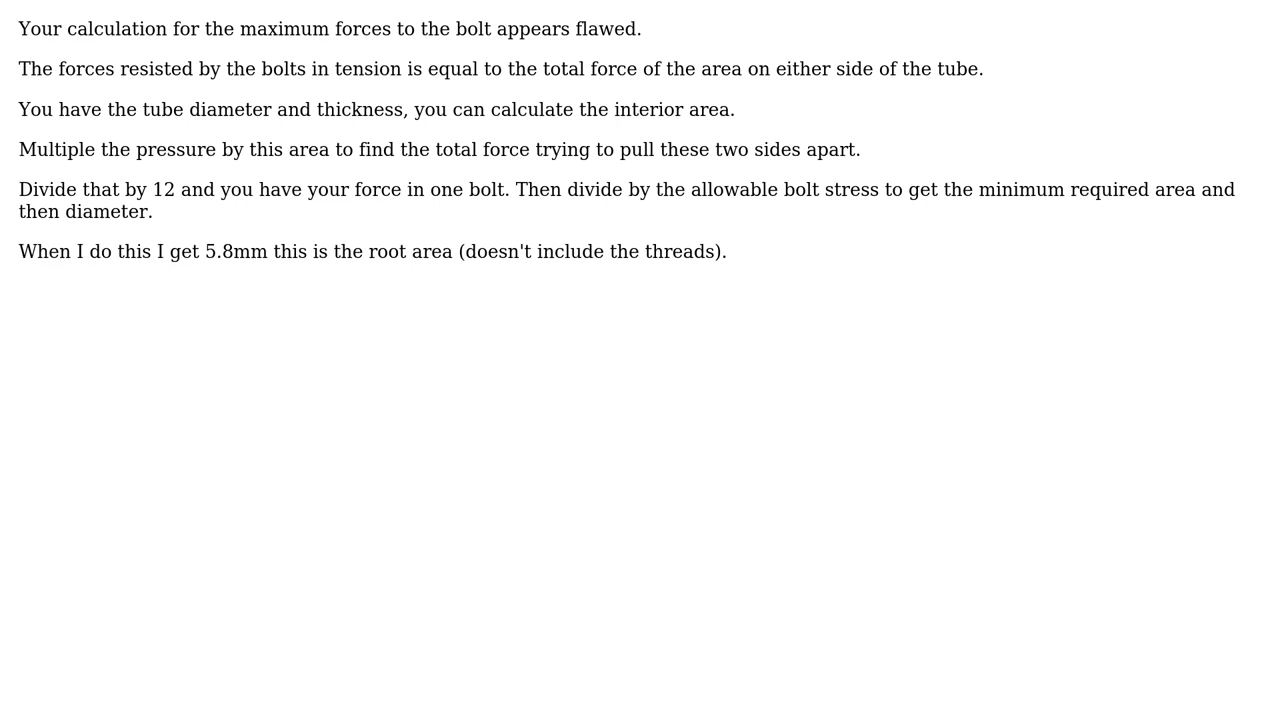 Your calculation for the maximum forces to the bolt appears flawed.
The forces resisted by the bolts in tension is equal to the total force of the area on either side of the tube.
You have the tube diameter and thickness, you can calculate the interior area.
Multiple the pressure by this area to find the total force trying to pull these two sides apart.
Divide that by 12 and you have your force in one bolt. Then divide by the allowable bolt stress to get the minimum required area and
then diameter.
When I do this I get 5.8mm this is the root area (doesn't include the threads).